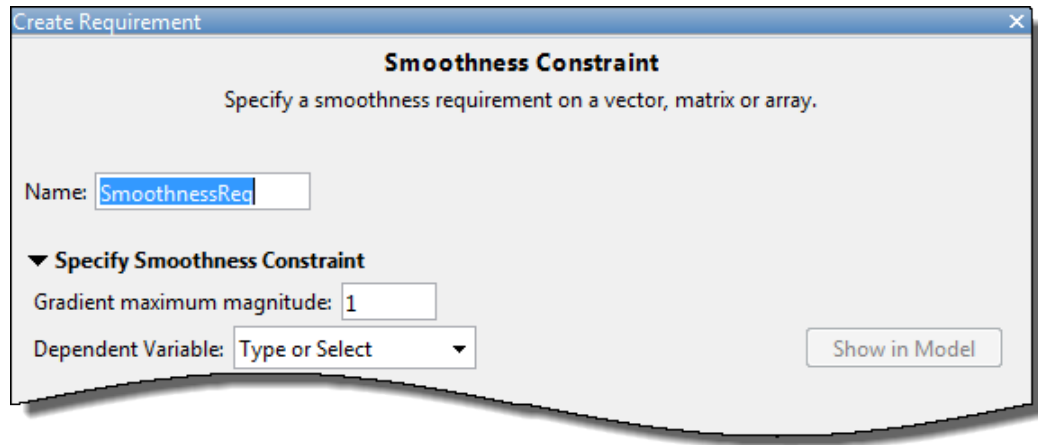 Create Requirement
Smoothness Constraint
Specify a smoothness requirement on a vector, matrix or array.
Name: SmoothnessReq
Specify Smoothness Constraint
Gradient maximum magnitude: 1
Dependent Variable: Type or Select Show in Model